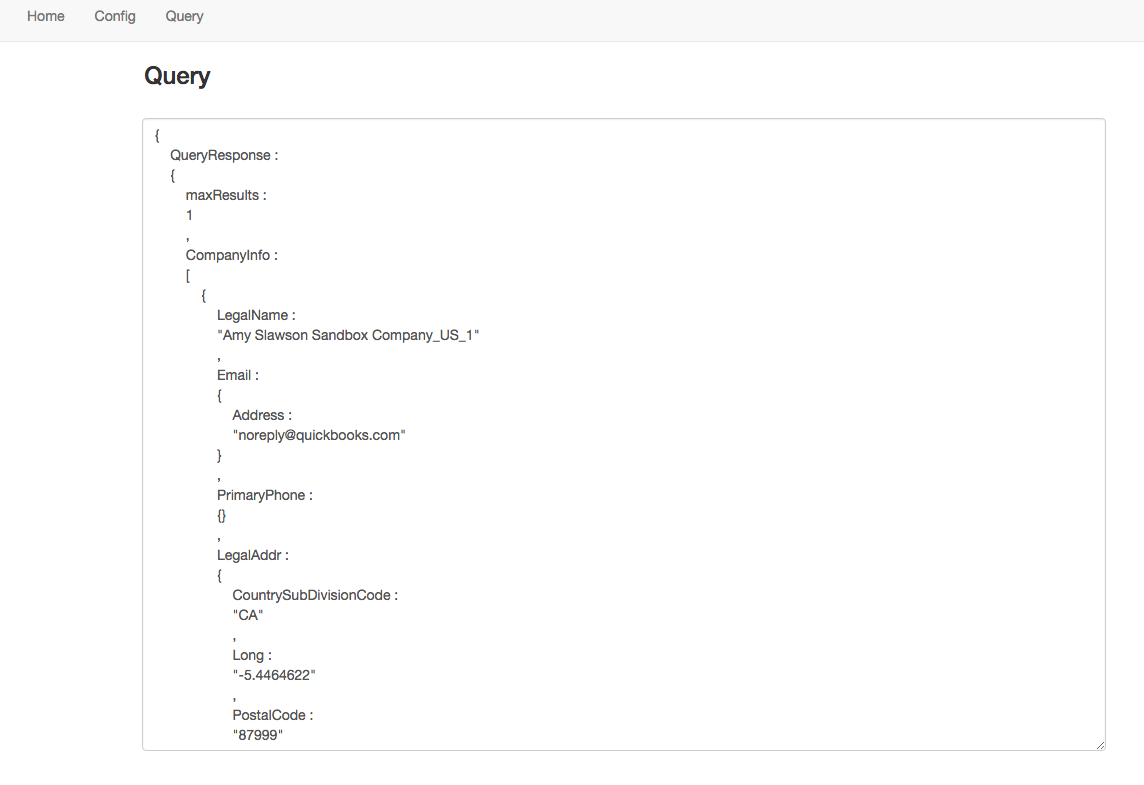 Home Config Query
Query
{
QueryResponse :
{
maxResults :
1
,
CompanyInfo :
[
{
LegalName :
"Amy Slawson Sandbox Company_US_1"
,
Email :
{
Address :
"noreply@quickbooks.com"
}
,
PrimaryPhone :
{}
,
LegalAddr :
{
CountrySubDivisionCode :
"CA"
,
Long :
"-5.4464622"
,
PostalCode :
"87999"